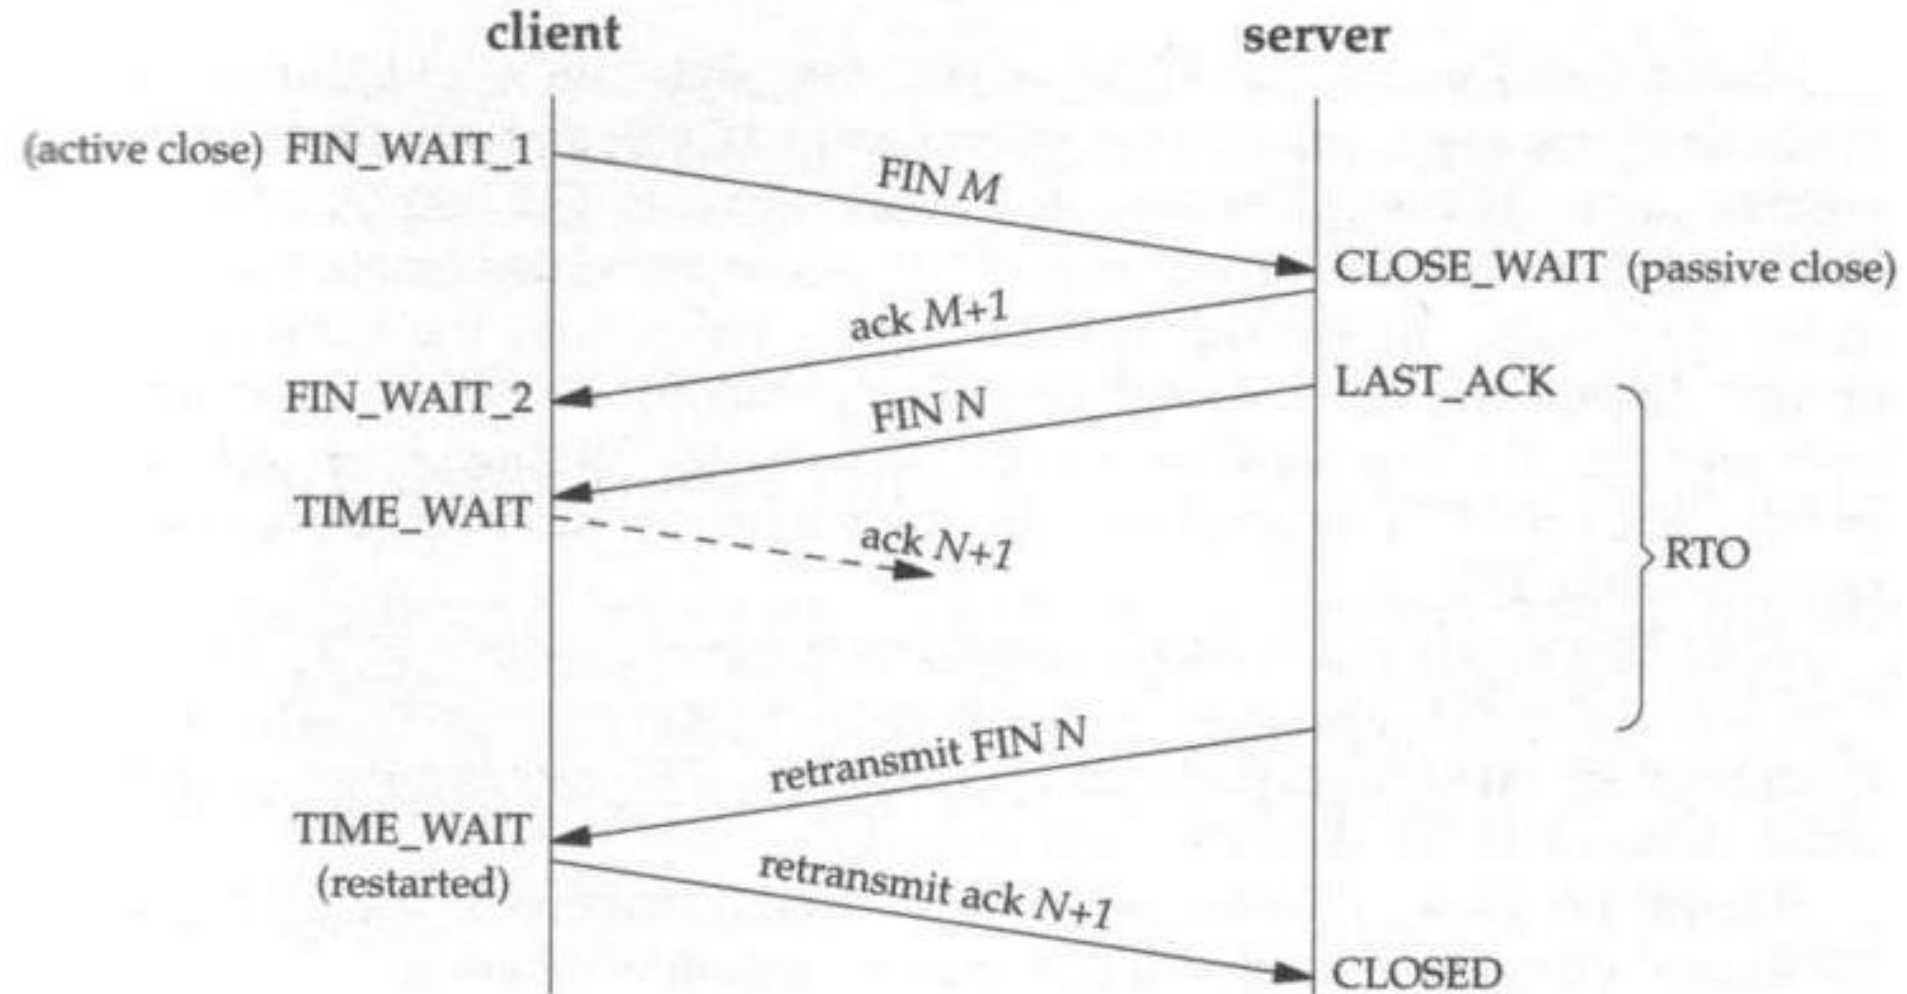 client server
(active close) FIN_WAIT_1
FIN M
CLOSE_WAIT (passive close)
ack M+1
FIN_WAIT_2
LAST_ACK
FIN N
TIME_WAIT
ack N+1
RTO
retransmit FIN N
TIME_WAIT
(restarted)
retransmit ack N+1
CLOSED